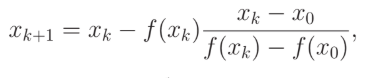 x_{k+1} = x_k − f(x_k) \frac{x_k − x_0}{f(x_k) − f(x_0)},